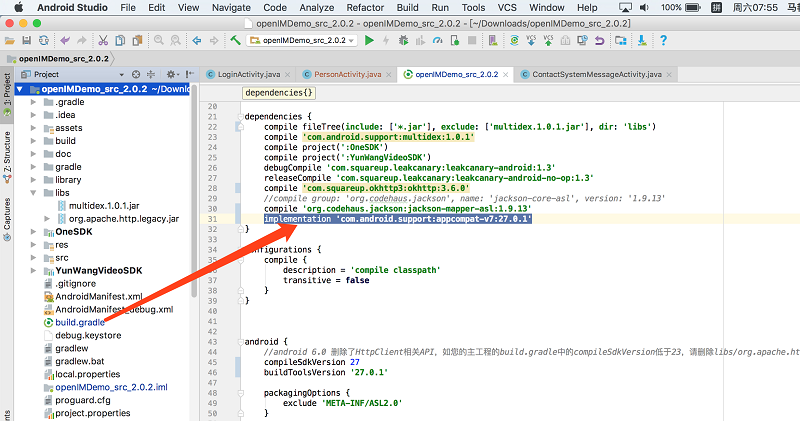 Android Studio File Edit View Navigate Code Analyze Refactor Build Run Tools VCS Window Help 100% 拼 周六07:55
openIMDemo_src_2.0.2 - openIMDemo_src_2.0.2 - [~/Downloads/openIMDemo_src_2.0.2]
openIMDemo_src_2.0.2
openIMDemo_src_2.0.2
Project
LoginActivity.java PersonActivity.java openIMDemo_src_2.0.2 ContactSystemMessageActivity.java
1: Project
Z: Structure
Captures
openIMDemo_src_2.0.2 ~/Downlo
.gradle
.idea
assets
build
doc
gradle
library
libs
multidex.1.0.1.jar
org.apache.http.legacy.jar
OneSDK
res
src
YunWangVideoSDK
.gitignore
AndroidManifest.xml
AndroidManifest_debug.xml
build.gradle
debug.keystore
gradlew
gradlew.bat
local.properties
openIMDemo_src_2.0.2.iml
proguard.cfg
project.properties
dependencies{}
20
21 dependencies {
22 compile fileTree(include: ['*.jar'], exclude: ['multidex.1.0.1.jar'], dir: 'libs')
23 compile 'com.android.support:multidex:1.0.1'
24 compile project(':OneSDK')
25 compile project(':YunWangVideoSDK')
26 debugCompile 'com.squareup.leakcanary:leakcanary-android:1.3'
27 releaseCompile 'com.squareup.leakcanary:leakcanary-android-no-op:1.3'
28 compile 'com.squareup.okhttp3:okhttp:3.6.0'
29 //compile group: 'org.codehaus.jackson', name: 'jackson-core-asl', version: '1.9.13'
30 compile 'org.codehaus.jackson:jackson-mapper-asl:1.9.13'
31 implementation 'com.android.support:appcompat-v7:27.0.1'
32 }
33
34 configurations {
35 compile {
36 description = 'compile classpath'
37 transitive = false
38 }
39 }
40
41
42
43 android {
44 //android 6.0 删除了HttpClient相关API，如您的主工程的build.gradle中的compileSdkVersion低于23，请删除libs/org.apache.ht
45 compileSdkVersion 27
46 buildToolsVersion '27.0.1'
47
48 packagingOptions {
49 exclude 'META-INF/ASL2.0'
50 }